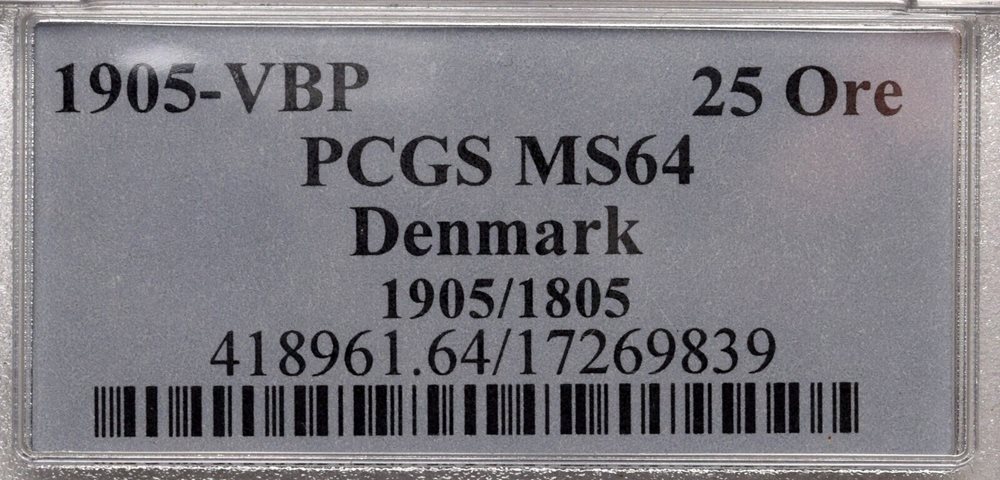 1905-VBP 25 Ore
PCGS MS64
Denmark
1905/1805
418961.64/17269839